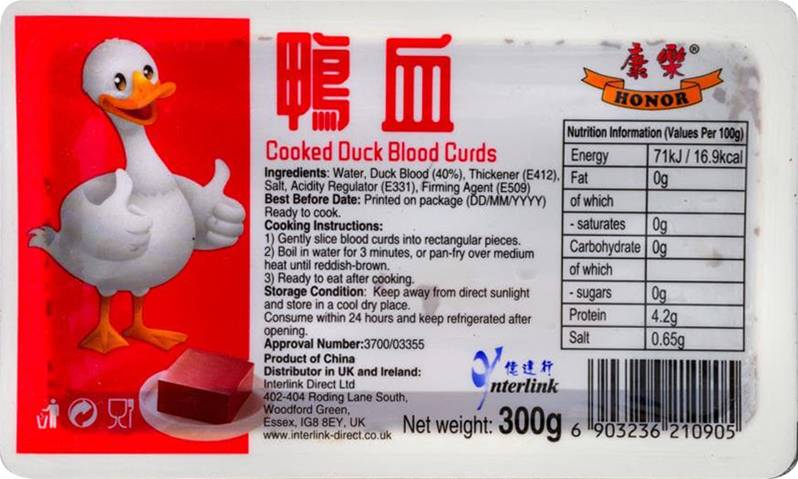 鴨血
Cooked Duck Blood Curds
Ingredients: Water, Duck Blood (40%), Thickener (E412),
Salt, Acidity Regulator (E331), Firming Agent (E509)
Best Before Date: Printed on package (DD/MM/YYYY)
Ready to cook.
Cooking Instructions:
1) Gently slice blood curds into rectangular pieces.
2) Boil in water for 3 minutes, or pan-fry over medium
heat until reddish-brown.
3) Ready to eat after cooking.
Storage Condition: Keep away from direct sunlight
and store in a cool dry place.
Consume within 24 hours and keep refrigerated after
opening.
Approval Number:3700/03355
Product of China
Distributor in UK and Ireland:
Interlink Direct Ltd
402-404 Roding Lane South,
Woodford Green,
Essex, IG8 8EY, UK
www.interlink-direct.co.uk
康樂®
HONOR
Nutrition Information (Values Per 100g)
Energy 71kJ / 16.9kcal
Fat 0g
of which
- saturates 0g
Carbohydrate 0g
of which
- sugars 0g
Protein 4.2g
Salt 0.65g
億達行
Interlink
Net weight: 300g
6 903236 210905